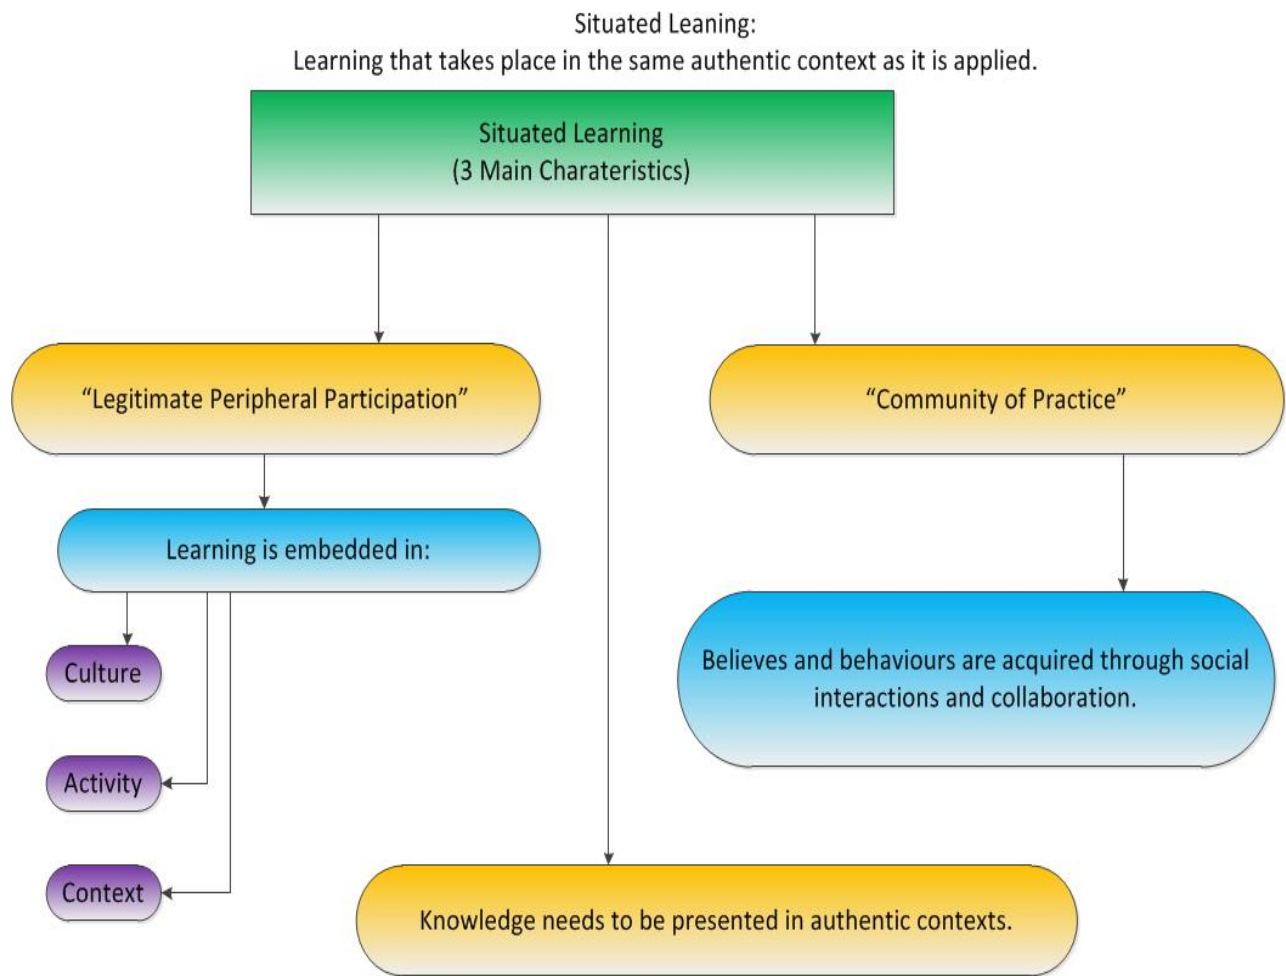 Situated Leaning:
Learning that takes place in the same authentic context as it is applied.
Situated Learning
(3 Main Charateristics)
“Legitimate Peripheral Participation”
“Community of Practice”
Learning is embedded in:
Culture
Activity
Context
Believes and behaviours are acquired through social
interactions and collaboration.
Knowledge needs to be presented in authentic contexts.